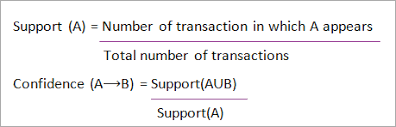 Support (A) = Number of transaction in which A appears
Total number of transactions
Confidence (A⟶B) = Support(AUB)
Support(A)